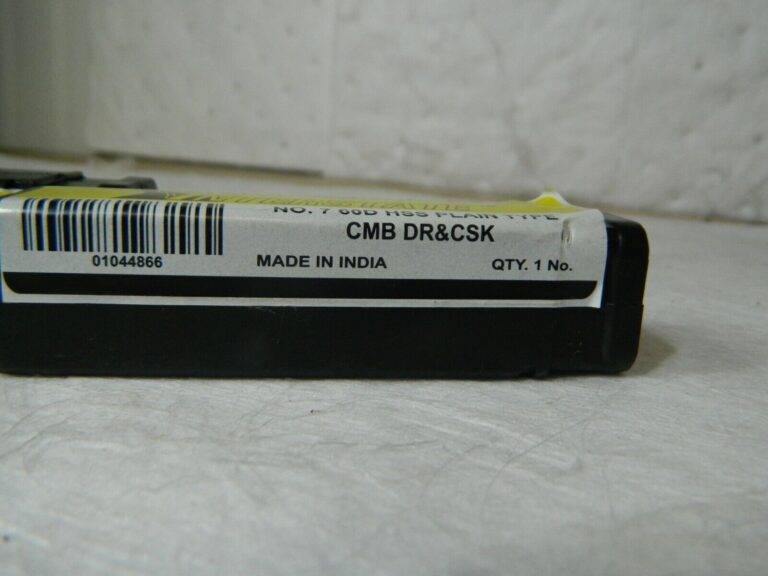 NO. 7 60D HSS PLAIN TYPE
CMB DR&CSK
01044866
MADE IN INDIA
QTY. 1 No.